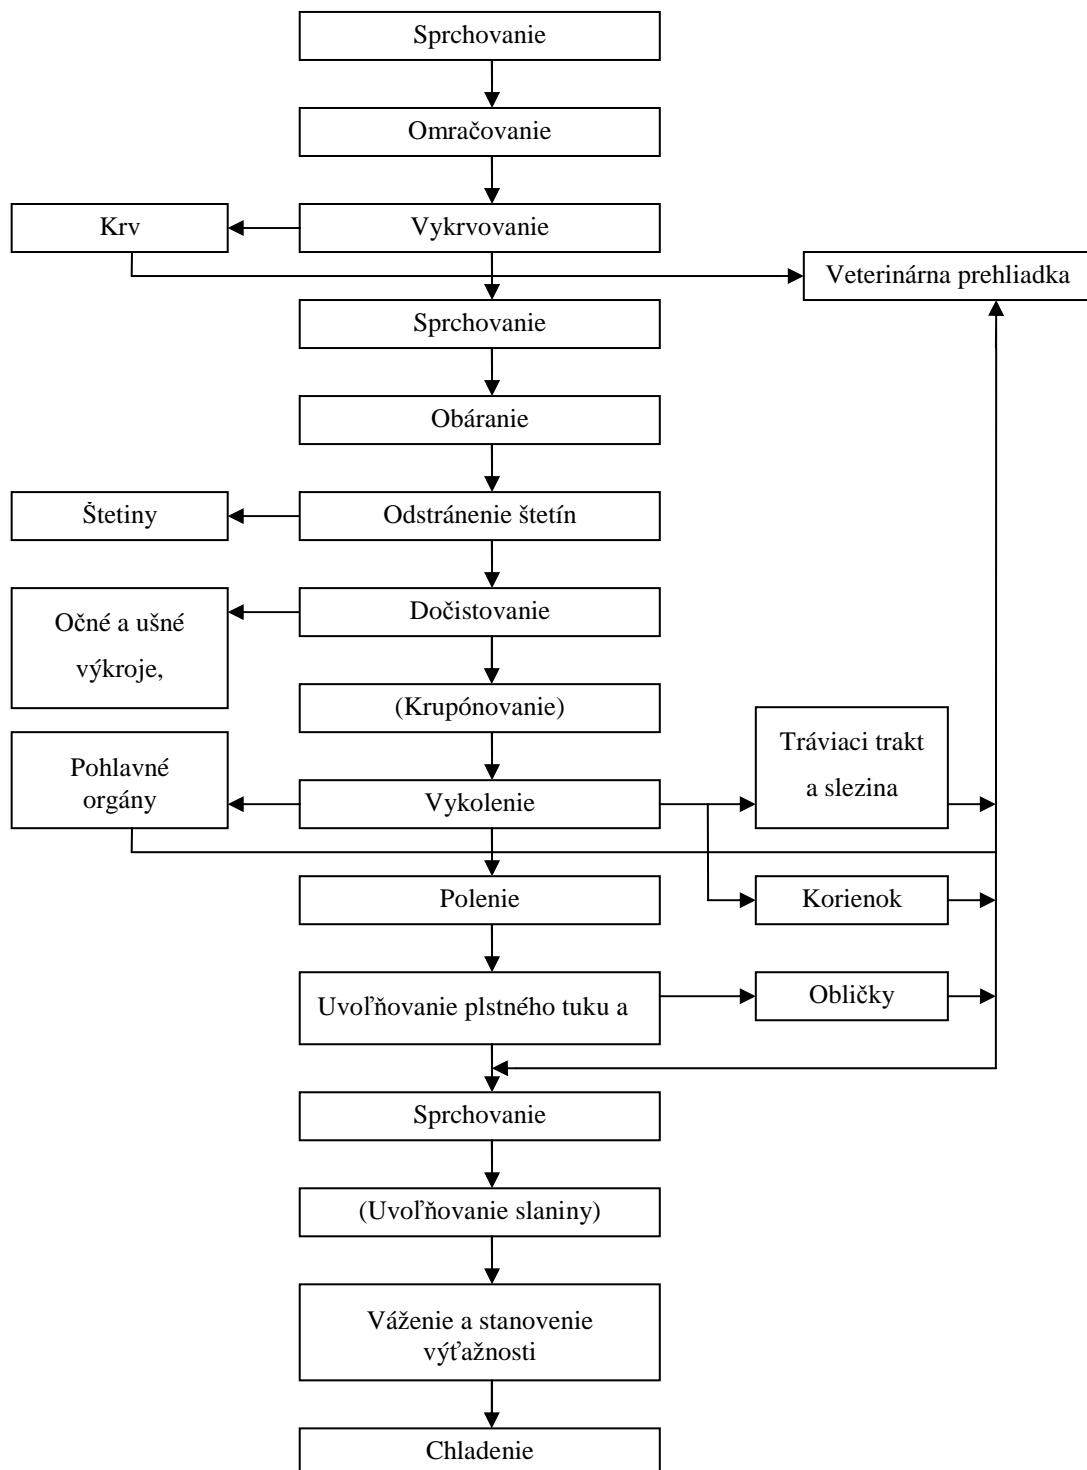 Sprchovanie
Omračovanie
Krv
Vykrvovanie
Veterinárna prehliadka
Sprchovanie
Obáranie
Štetiny
Odstránenie štetín
Očné a ušné
výkroje,
Dočistovanie
(Krupónovanie)
Pohlavné
orgány
Vykolenie
Tráviaci trakt
a slezina
Polenie
Korienok
Uvoľňovanie plstného tuku a
Obličky
Sprchovanie
(Uvoľňovanie slaniny)
Váženie a stanovenie
výťažnosti
Chladenie